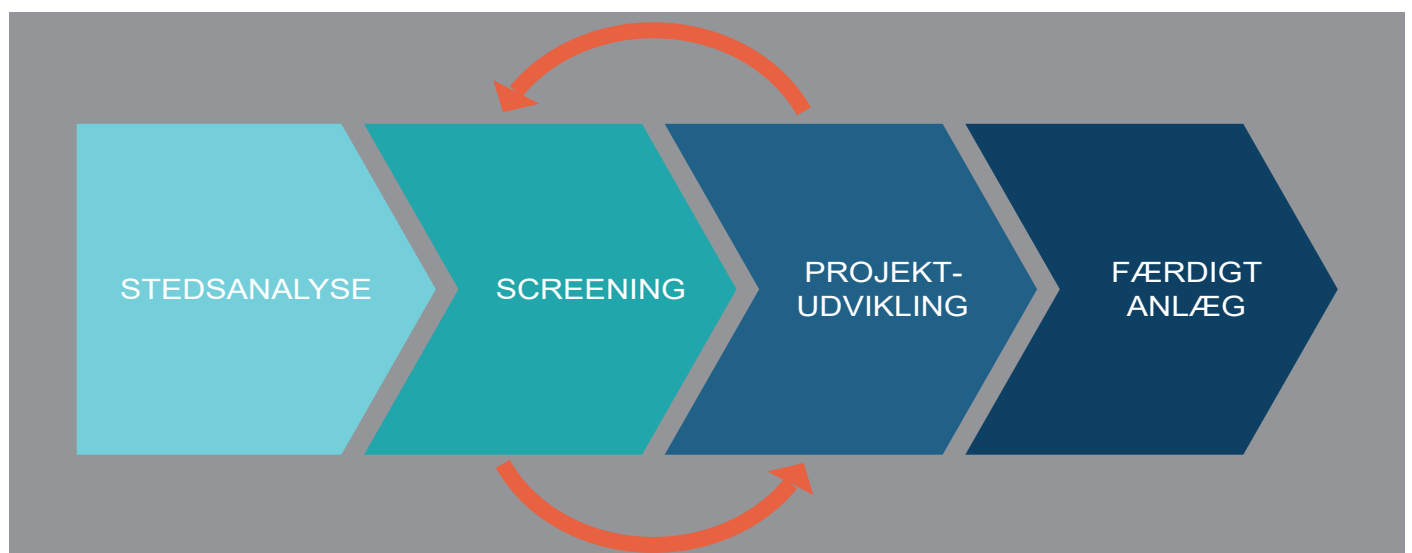 STEDSANALYSE
SCREENING
PROJEKT-
UDVIKLING
FÆRDIGT
ANLÆG